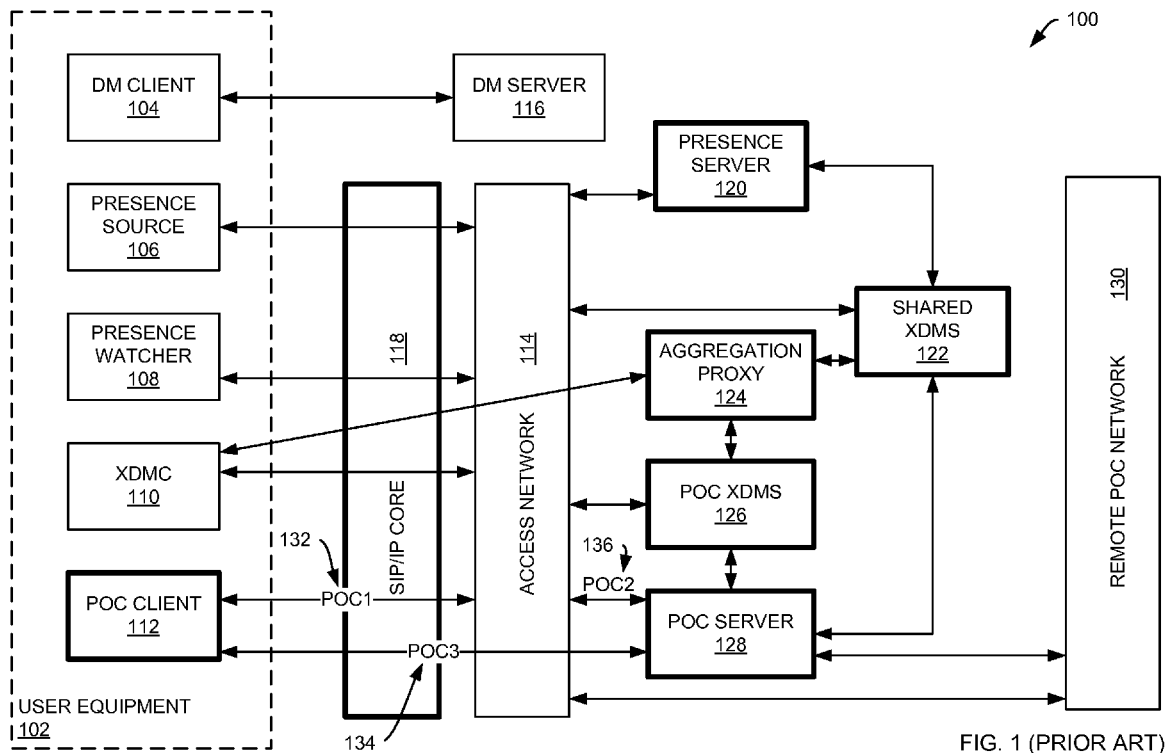 100
DM CLIENT
104
DM SERVER
116
PRESENCE
SERVER
120
PRESENCE
SOURCE
106
130
REMOTE POC NETWORK
SHARED
XDMS
122
PRESENCE
WATCHER
108
118
SIP/IP CORE
114
ACCESS NETWORK
AGGREGATION
PROXY
124
XDMC
110
POC XDMS
126
132
136
POC CLIENT
112
POC1
POC2
POC SERVER
128
POC3
134
USER EQUIPMENT
102
FIG. 1 (PRIOR ART)